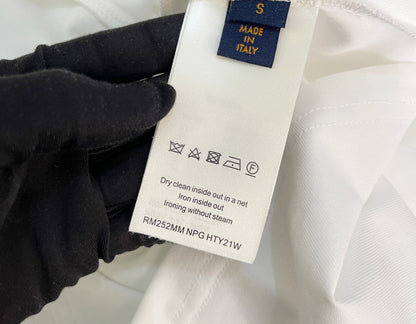 S
MADE
IN
ITALY
F
Dry clean inside out in a net
Iron inside out
Ironing without steam
RM252MM NPG HTY21W